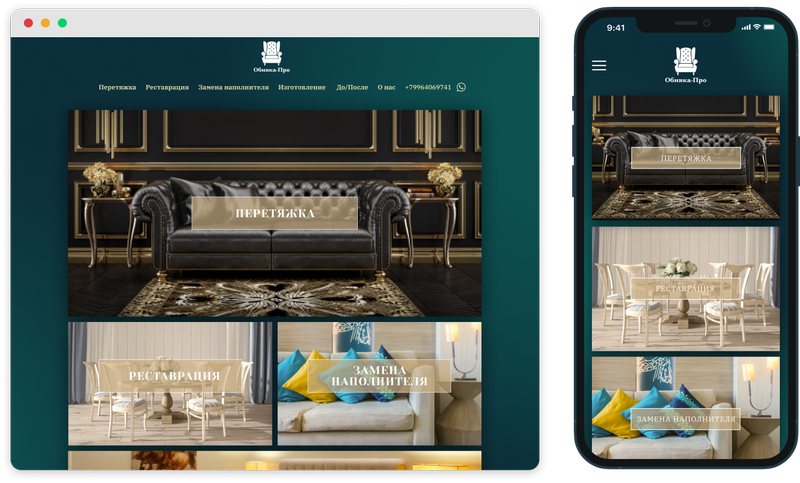 Обивка-Про
Перетяжка Реставрация Замена наполнителя Изготовление До/После О нас +79964069741
ПЕРЕТЯЖКА
РЕСТАВРАЦИЯ
ЗАМЕНА
НАПОЛНИТЕЛЯ
9:41
Обивка-Про
ПЕРЕТЯЖКА
РЕСТАВРАЦИЯ
ЗАМЕНА НАПОЛНИТЕЛЯ